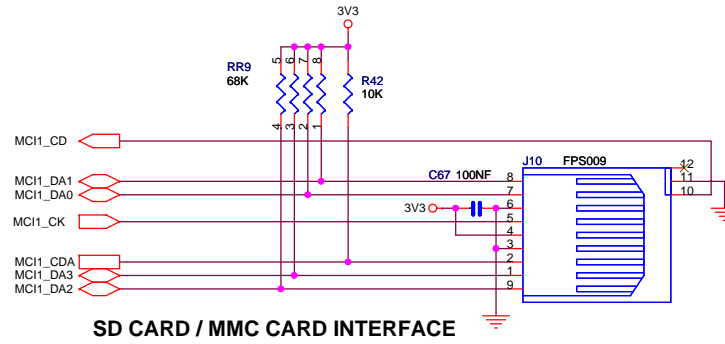 3V3
5 6 7 8
RR9 R42
68K 10K
4 3 2 1
MCI1_CD
J10 FPS009
12
C67 100NF
MCI1_DA1 8 11
MCI1_DA0 7 10
3V3 6
MCI1_CK 5
4
3
MCI1_CDA 2
MCI1_DA3 1
MCI1_DA2 9
SD CARD / MMC CARD INTERFACE